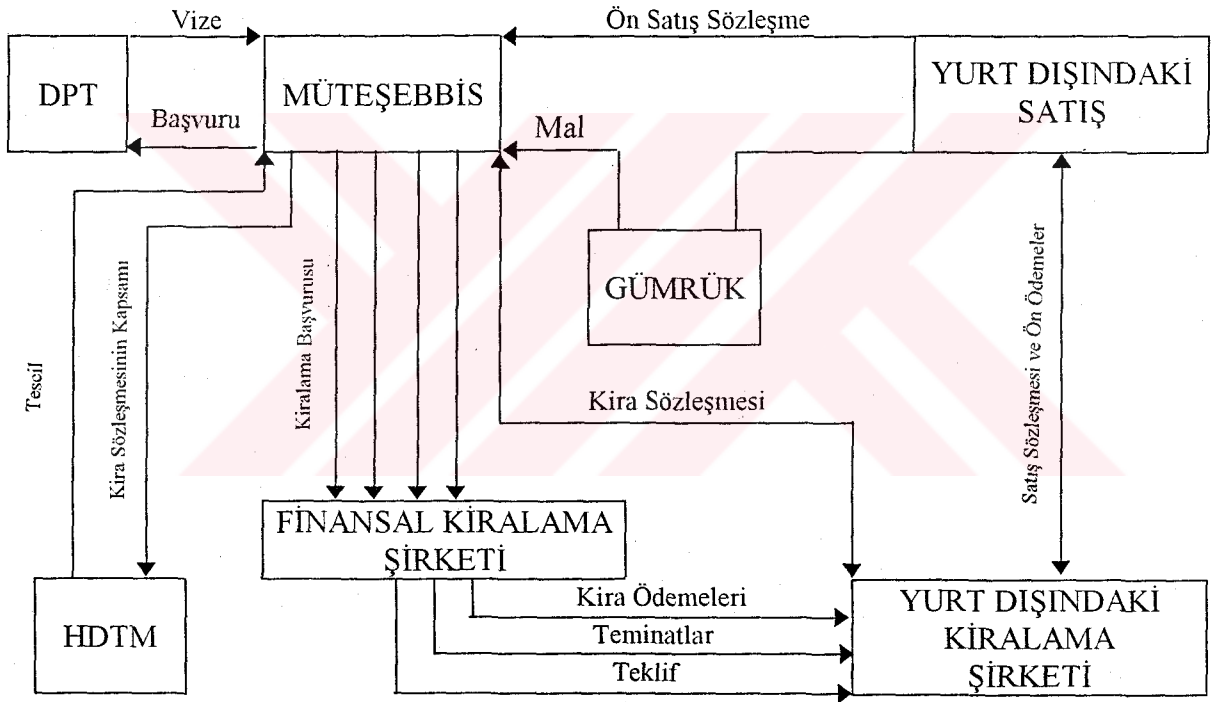 Vize
Ön Satış Sözleşme
DPT
MÜTEŞEBBİS
YURT DIŞINDAKİ
SATIŞ
Başvuru
Mal
GÜMRÜK
Tescil
Kira Sözleşmesinin Kapsamı
Kiralama Başvurusu
Kira Sözleşmesi
Satış Sözleşmesi ve Ön Ödemeler
FİNANSAL KİRALAMA
ŞİRKETİ
HDTM
Kira Ödemeleri
Teminatlar
Teklif
YURT DIŞINDAKİ
KİRALAMA
ŞİRKETİ